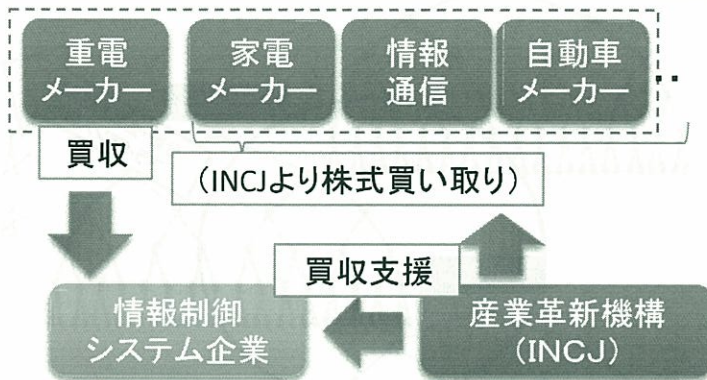 重電
メーカー
家電
メーカー
情報
通信
自動車
メーカー
..
買収
(INCJより株式買い取り)
買収支援
情報制御
システム企業
産業革新機構
(INCJ)